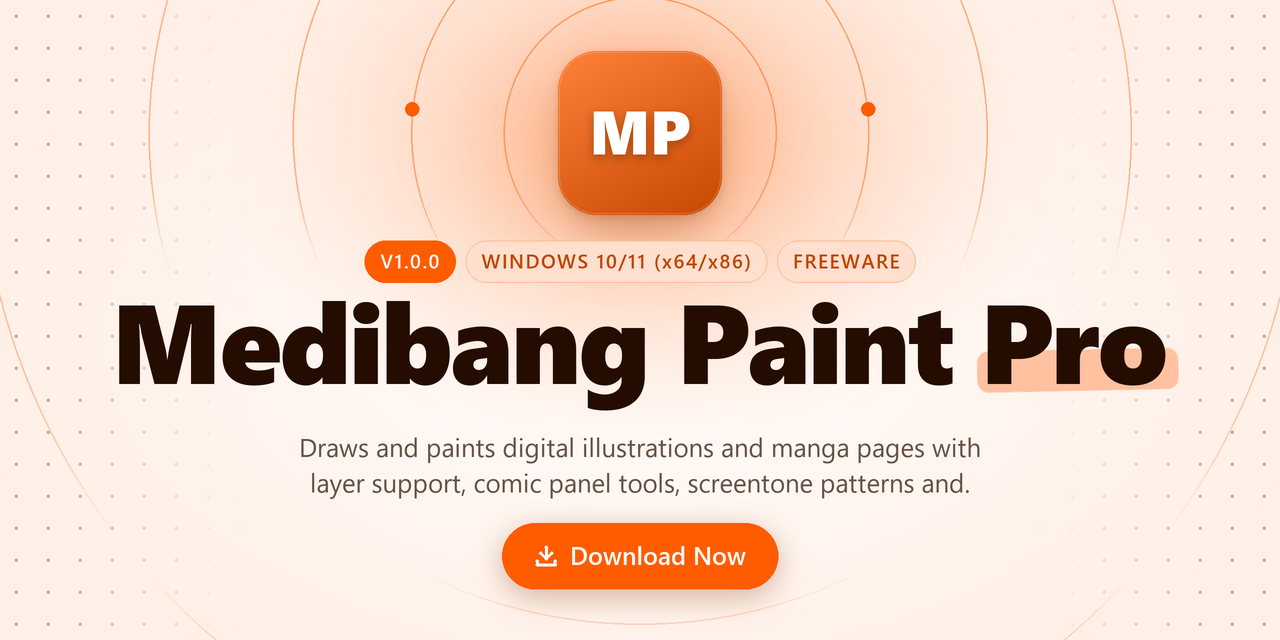 MP
V1.0.0 WINDOWS 10/11 (x64/x86) FREEWARE
Medibang Paint Pro
Draws and paints digital illustrations and manga pages with
layer support, comic panel tools, screentone patterns and.
Download Now